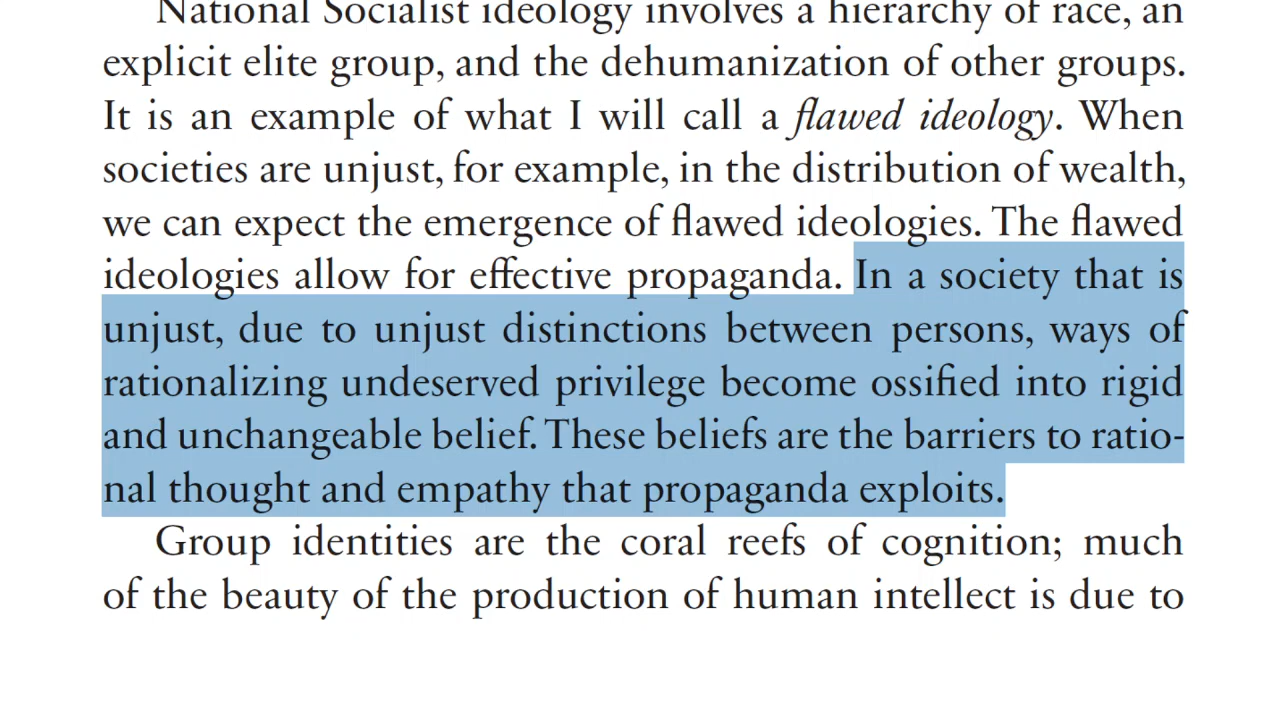 National Socialist ideology involves a hierarchy of race, an
explicit elite group, and the dehumanization of other groups.
It is an example of what I will call a flawed ideology. When
societies are unjust, for example, in the distribution of wealth,
we can expect the emergence of flawed ideologies. The flawed
ideologies allow for effective propaganda. In a society that is
unjust, due to unjust distinctions between persons, ways of
rationalizing undeserved privilege become ossified into rigid
and unchangeable belief. These beliefs are the barriers to ratio-
nal thought and empathy that propaganda exploits.
Group identities are the coral reefs of cognition; much
of the beauty of the production of human intellect is due to